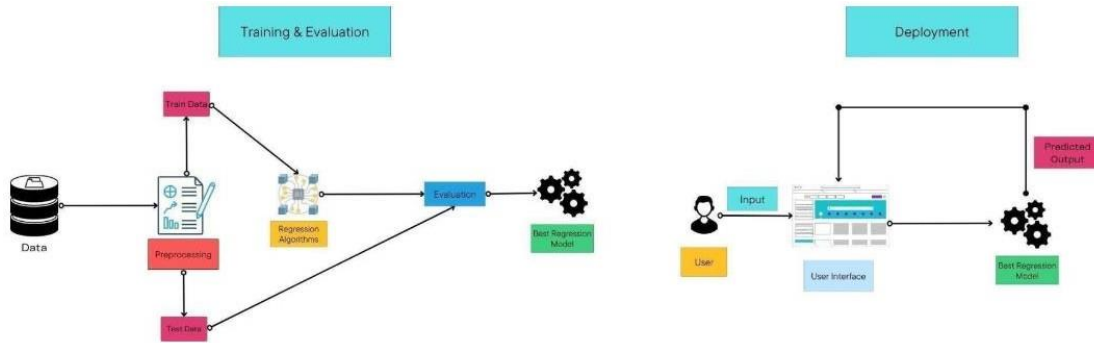 Training & Evaluation
Deployment
Train Data
Data
Preprocessing
Regression
Algorithms
Evaluation
Best Regression
Model
Test Data
Predicted
Output
Input
User
User Interface
Best Regression
Model